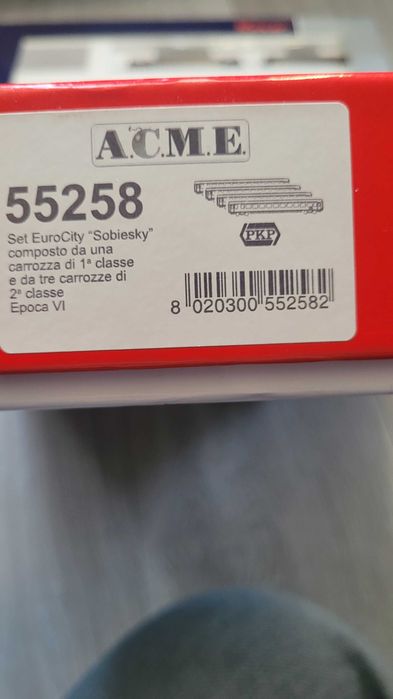 A.C.M.E.
55258
Set EuroCity "Sobiesky"
composto da una
carrozza di 1ª classe
e da tre carrozze di
2ª classe
Epoca VI
PKP
8 020300 552582